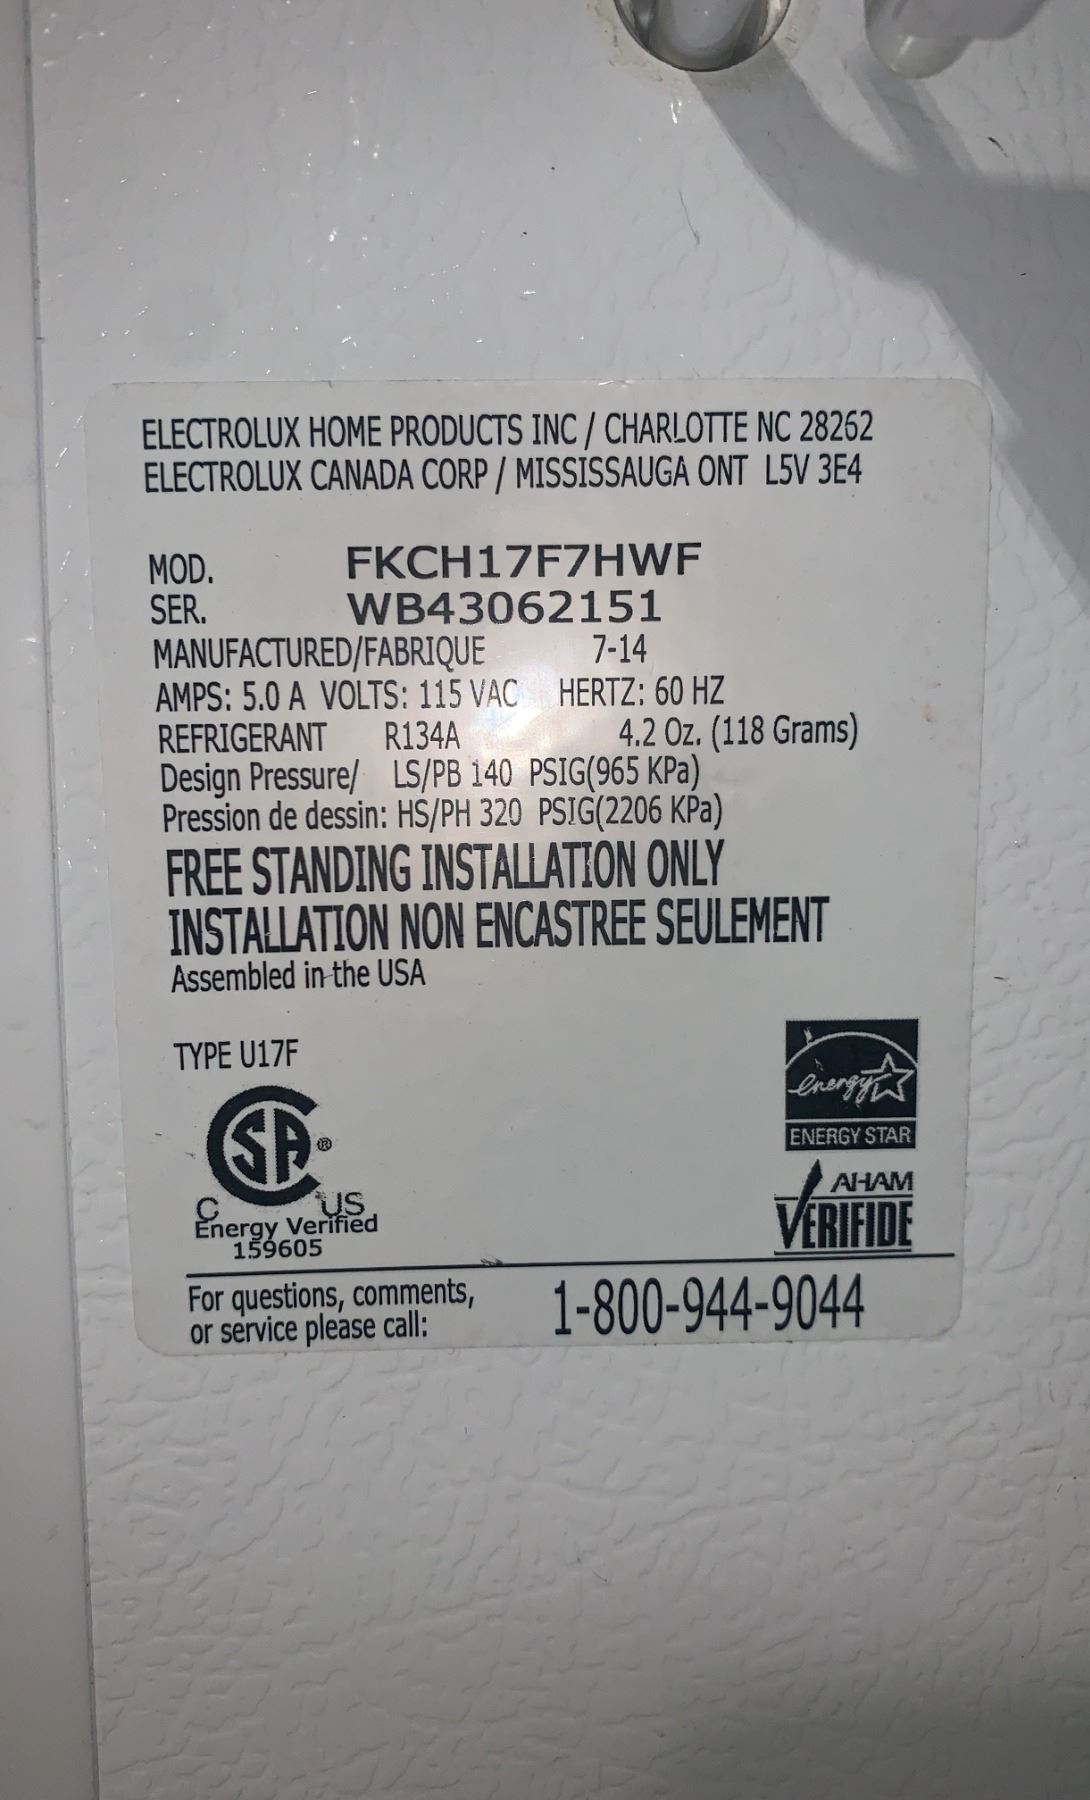 ELECTROLUX HOME PRODUCTS INC / CHARLOTTE NC 28262
ELECTROLUX CANADA CORP / MISSISSAUGA ONT L5V 3E4
MOD. FKCH17F7HWF
SER. WB43062151
MANUFACTURED/FABRIQUE 7-14
AMPS: 5.0 A VOLTS: 115 VAC HERTZ: 60 HZ
REFRIGERANT R134A 4.2 Oz. (118 Grams)
Design Pressure/ LS/PB 140 PSIG(965 KPa)
Pression de dessin: HS/PH 320 PSIG(2206 KPa)
FREE STANDING INSTALLATION ONLY
INSTALLATION NON ENCASTREE SEULEMENT
Assembled in the USA
TYPE U17F
energy
ENERGY STAR
SA ®
C US
Energy Verified
159605
AHAM
VERIFIDE
For questions, comments,
or service please call: 1-800-944-9044